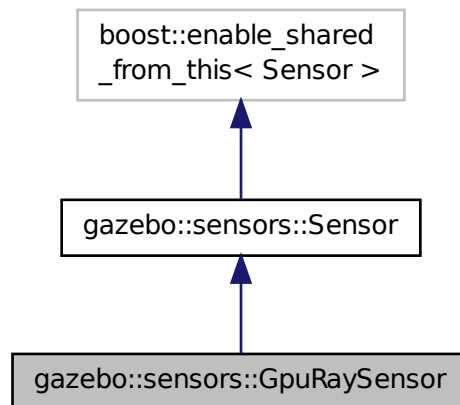 boost::enable_shared
_from_this< Sensor >
gazebo::sensors::Sensor
gazebo::sensors::GpuRaySensor